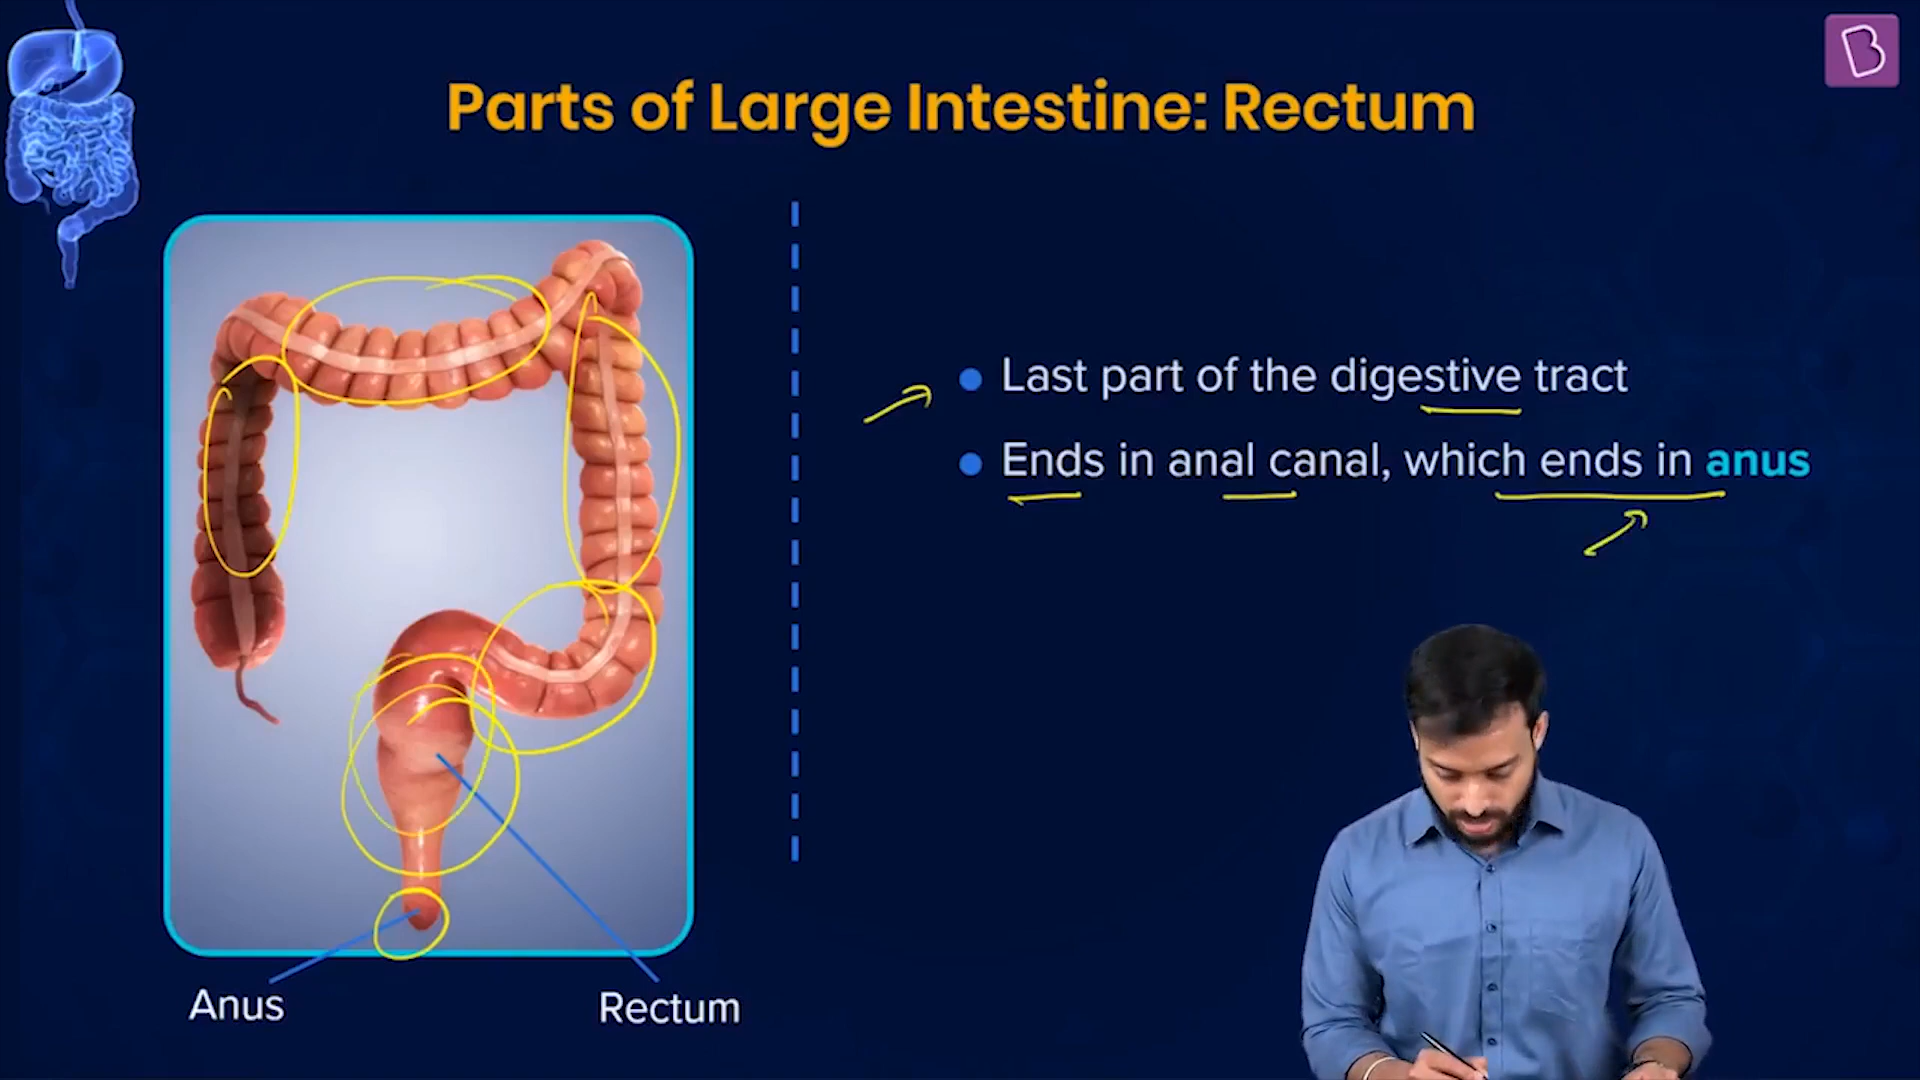 Parts of Large Intestine: Rectum
Last part of the digestive tract
Ends in anal canal, which ends in anus
Anus
Rectum